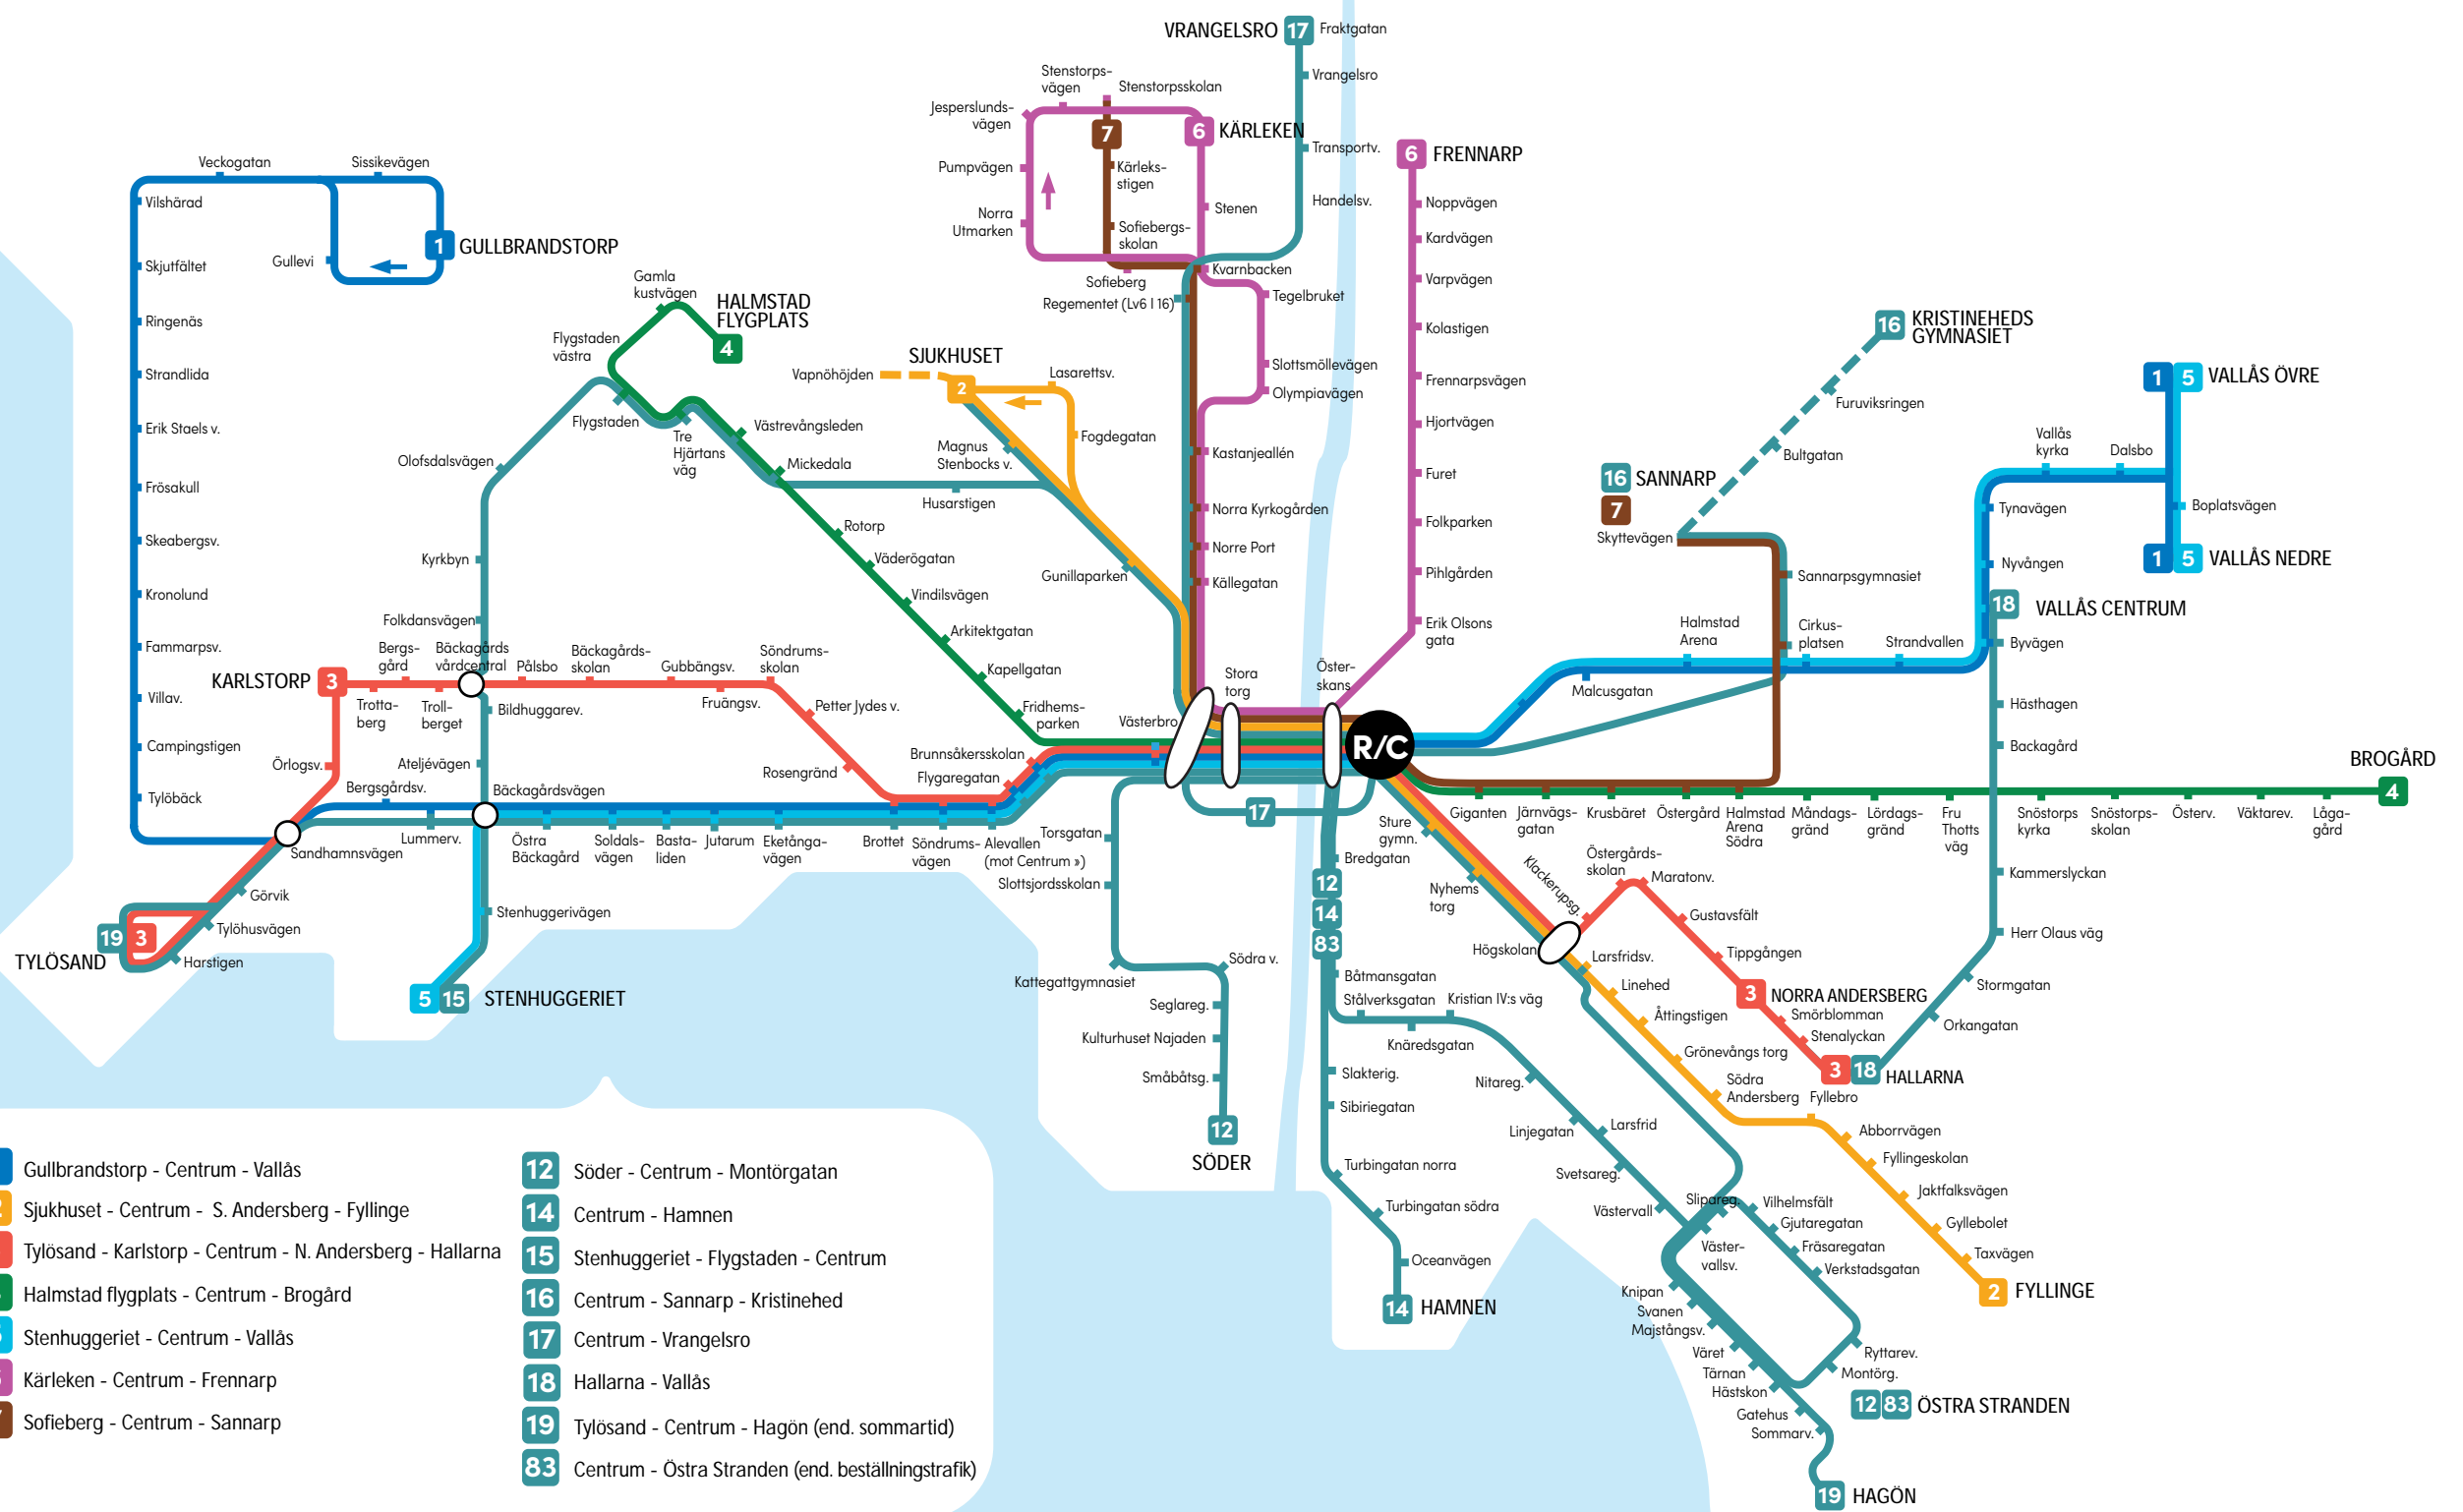 VRANGELSRO 17 Fraktgatan
Vrangelsro
Transportv.
Handelsv.
Stenstorps-
vägen
Stenstorpsskolan
Jesperslunds-
vägen
7
6 KÄRLEKEN
Pumpvägen
Kärleks-
stigen
Norra
Utmarken
Stenen
Sofiebergs-
skolan
Sofieberg
Kvarnbacken
Regementet (Lv6 I 16)
Tegelbruket
Slottsmöllevägen
Olympiavägen
Kastanjeallén
Norra Kyrkogården
Norre Port
Källegatan
6 FRENNARP
Noppvägen
Kardvägen
Varpvägen
Kolastigen
Frennarpsvägen
Hjortvägen
Furet
Folkparken
Pihlgården
Erik Olsons
gata
Veckogatan
Sissikevägen
Vilshärad
1 GULLBRANDSTORP
Gullevi
Skjutfältet
Ringenäs
Strandlida
Erik Staels v.
Frösakull
Skeabergsv.
Kronolund
Fammarpsv.
Villav.
Campingstigen
Tylöbäck
Gamla
kustvägen
HALMSTAD
FLYGPLATS
4
Flygstaden
västra
Flygstaden
Tre
Hjärtans
väg
Västrevångsleden
Mickedala
Olofsdalsvägen
Husarstigen
Rotorp
Väderögatan
Vindilsvägen
Arkitektgatan
Kapellgatan
Fridhems-
parken
Kyrkbyn
Folkdansvägen
SJUKHUSET
Vapnöhöjden
2
Lasarettsv.
Fogdegatan
Magnus
Stenbocks v.
Gunillaparken
KARLSTORP 3
Bergs-
gård
Bäckagårds
vårdcentral
Pålsbo
Bäckagårds-
skolan
Gubbängsv.
Söndrums-
skolan
Trotta-
berg
Troll-
berget
Bildhuggarev.
Fruängsv.
Petter Jydes v.
Rosengränd
Örlogsv.
Ateljévägen
Bergsgårdsv.
Bäckagårdsvägen
Brunnsåkersskolan
Flygaregatan
Sandhamnsvägen
Lummerv.
Östra
Bäckagård
Soldats-
vägen
Basta-
liden
Jutarum
Eketånga-
vägen
Brottet
Söndrums-
vägen
Alevallen
(mot Centrum »)
Görvik
Tylöhusvägen
Harstigen
19 3
TYLÖSAND
Stenhuggerivägen
5 15 STENHUGGERIET
Västerbro
Stora
torg
Öster-
skans
R/C
17
Torsgatan
Slottsjordsskolan
Kattegattgymnasiet
Södra v.
Seglareg.
Kulturhuset Najaden
Småbåtsg.
12
SÖDER
Bredgatan
12
14
83
Båtmansgatan
Stålverksgatan
Kristian IV:s väg
Knäredsgatan
Slakterig.
Sibiriegatan
Turbingatan norra
Turbingatan södra
Oceanvägen
14 HAMNEN
Nitareg.
Linjegatan
Larsfrid
Svetsareg.
Västervall
Slipareg.
Väster-
vallsv.
Vilhelmsfält
Gjutaregatan
Fräsaregatan
Verkstadsgatan
Ryttarev.
Montörg.
12 83 ÖSTRA STRANDEN
Knipan
Svanen
Majstångsv.
Väret
Tärnan
Hästskon
Gatehus
Sommarv.
19 HAGÖN
16 KRISTINEHEDS
GYMNASIET
Furuviksringen
Bultgatan
16 SANNARP
7
Skyttevägen
Sannarpsgymnasiet
Halmstad
Arena
Cirkus-
platsen
Strandvallen
Malcusgatan
1 5 VALLÅS ÖVRE
Vallås
kyrka
Dalsbo
Boplatsvägen
Tynavägen
Nyvången
1 5 VALLÅS NEDRE
18 VALLÅS CENTRUM
Byvägen
Hästhagen
Backagård
BROGÅRD
4
Giganten
Järnvägs-
gatan
Krusbäret
Östergård
Halmstad
Arena
Södra
Måndags-
gränd
Lördags-
gränd
Fru
Thotts
väg
Snöstorps
kyrka
Snöstorps-
skolan
Österv.
Väktarev.
Låga-
gård
Kammerslyckan
Herr Olaus väg
Stormgatan
Orkangatan
Sture
gymn.
Nyhems
torg
Högskolan
Klackerupsg.
Östergårds-
skolan
Maratonv.
Gustavsfält
Tippgången
3 NORRA ANDERSBERG
Smörblomman
Stenalyckan
3 18 HALLARNA
Larsfridsv.
Linehed
Åttingstigen
Grönevångs torg
Södra
Andersberg
Fyllebro
Abborrvägen
Fyllingeskolan
Jaktfalksvägen
Gyllebolet
Taxvägen
2 FYLLINGE
Gullbrandstorp - Centrum - Vallås
Sjukhuset - Centrum - S. Andersberg - Fyllinge
Tylösand - Karlstorp - Centrum - N. Andersberg - Hallarna
Halmstad flygplats - Centrum - Brogård
Stenhuggeriet - Centrum - Vallås
Kärleken - Centrum - Frennarp
Sofieberg - Centrum - Sannarp
12 Söder - Centrum - Montörgatan
14 Centrum - Hamnen
15 Stenhuggeriet - Flygstaden - Centrum
16 Centrum - Sannarp - Kristinehed
17 Centrum - Vrangelsro
18 Hallarna - Vallås
19 Tylösand - Centrum - Hagön (end. sommartid)
83 Centrum - Östra Stranden (end. beställningstrafik)